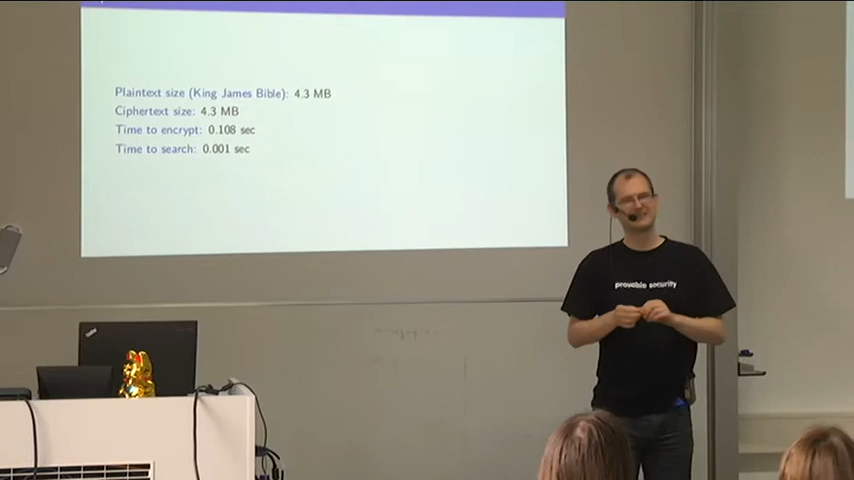 Plaintext size (King James Bible): 4.3 MB
Ciphertext size: 4.3 MB
Time to encrypt: 0.108 sec
Time to search: 0.001 sec
provable security
ThinkPad